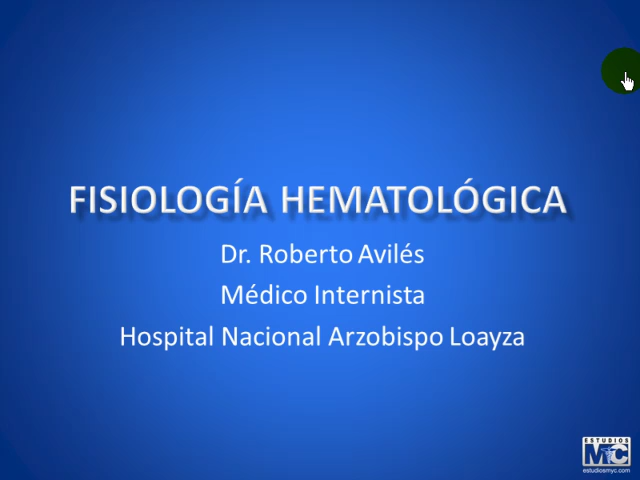 FISIOLOGÍA HEMATOLÓGICA
Dr. Roberto Avilés
Médico Internista
Hospital Nacional Arzobispo Loayza
ESTUDIOS
MYC
estudiosmyc.com